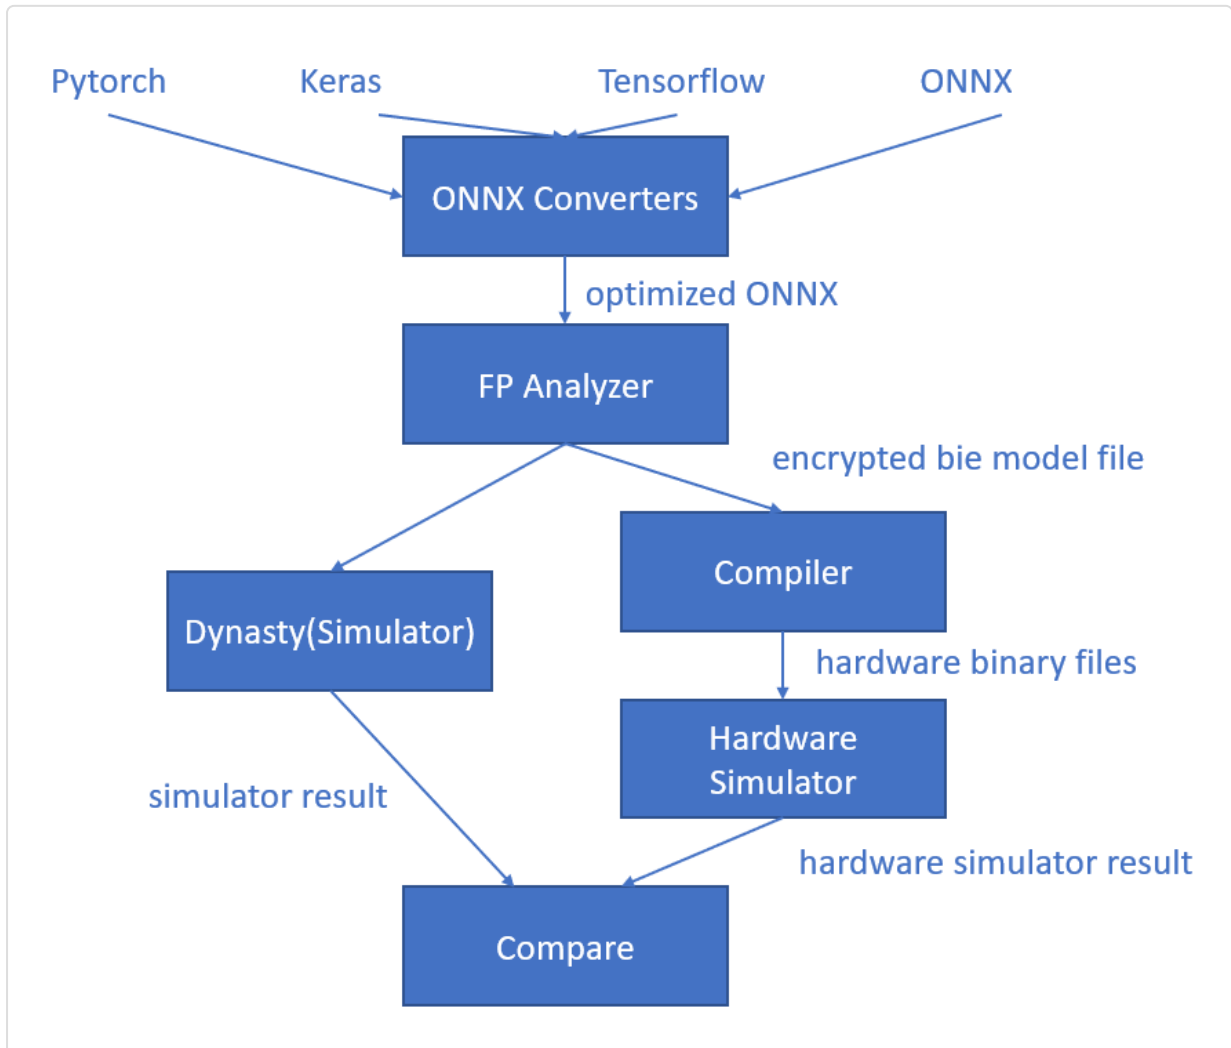 Pytorch
Keras
Tensorflow
ONNX
ONNX Converters
optimized ONNX
FP Analyzer
encrypted bie model file
Compiler
Dynasty(Simulator)
hardware binary files
Hardware
Simulator
simulator result
hardware simulator result
Compare